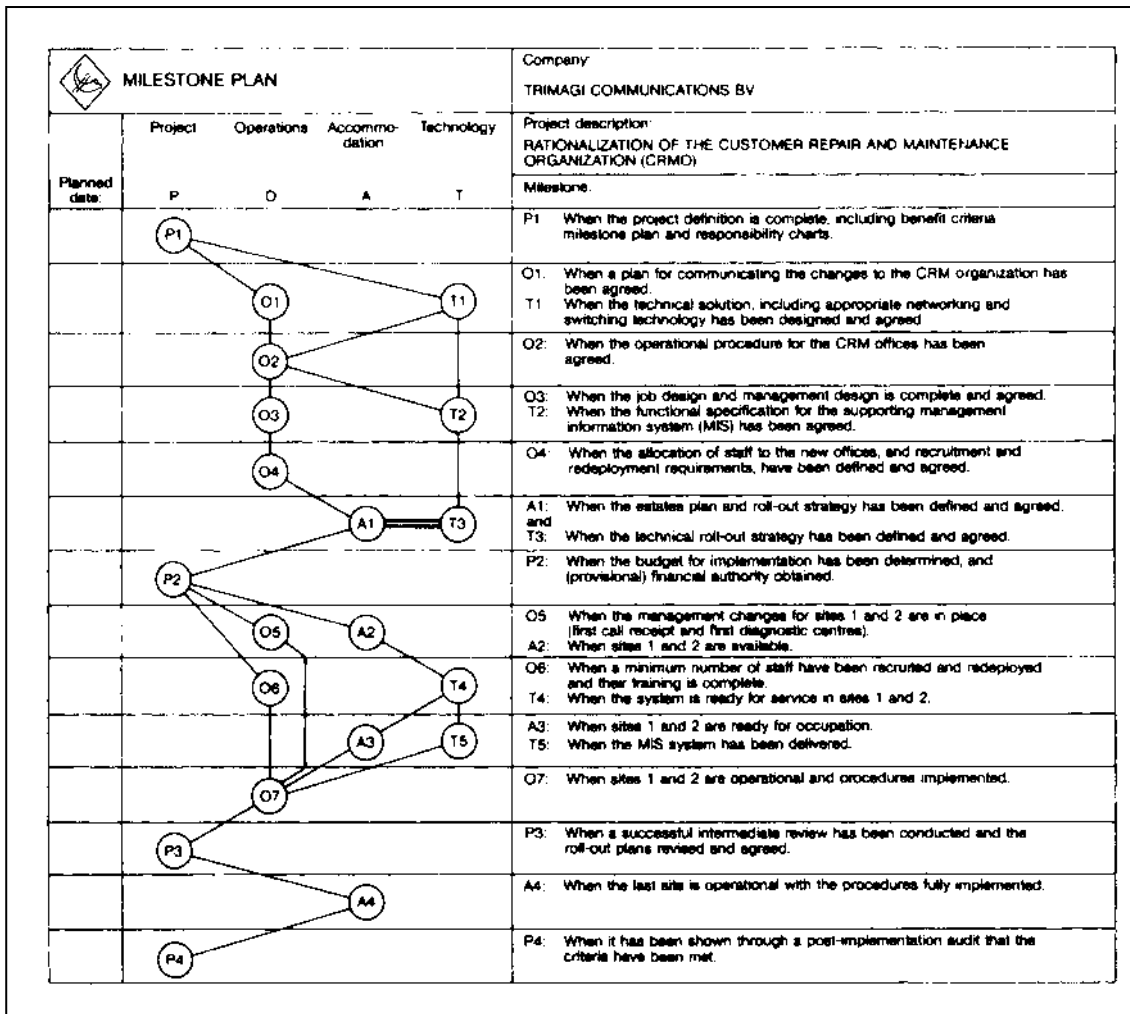 MILESTONE PLAN
Company:
TRIMAGI COMMUNICATIONS BV
Project
Operations
Accommo-
dation
Technology
Project description:
RATIONALIZATION OF THE CUSTOMER REPAIR AND MAINTENANCE
ORGANIZATION (CRMO)
Planned
date:
P
O
A
T
Milestone:
P1
P1 When the project definition is complete, including benefit criteria
milestone plan and responsibility charts.
O1
T1
O1. When a plan for communicating the changes to the CRM organization has
been agreed.
T1 When the technical solution, including appropriate networking and
switching technology has been designed and agreed
O2
O2: When the operational procedure for the CRM offices has been
agreed.
O3
T2
O3: When the job design and management design is complete and agreed.
T2: When the functional specification for the supporting management
information system (MIS) has been agreed.
O4
O4: When the allocation of staff to the new offices, and recruitment and
redeployment requirements, have been defined and agreed.
A1
T3
A1: When the estates plan and roll-out strategy has been defined and agreed.
and
T3: When the technical roll-out strategy has been defined and agreed.
P2
P2: When the budget for implementation has been determined, and
(provisional) financial authority obtained.
O5
A2
O5 When the management changes for sites 1 and 2 are in place
(first call receipt and first diagnostic centres).
A2: When sites 1 and 2 are available.
O6
T4
O6: When a minimum number of staff have been recruited and redeployed
and their training is complete.
T4: When the system is ready for service in sites 1 and 2.
A3
T5
A3: When sites 1 and 2 are ready for occupation.
T5: When the MIS system has been delivered.
O7
O7: When sites 1 and 2 are operational and procedures implemented.
P3
P3: When a successful intermediate review has been conducted and the
roll-out plans revised and agreed.
A4
A4: When the last site is operational with the procedures fully implemented.
P4
P4: When it has been shown through a post-implementation audit that the
criteria have been met.